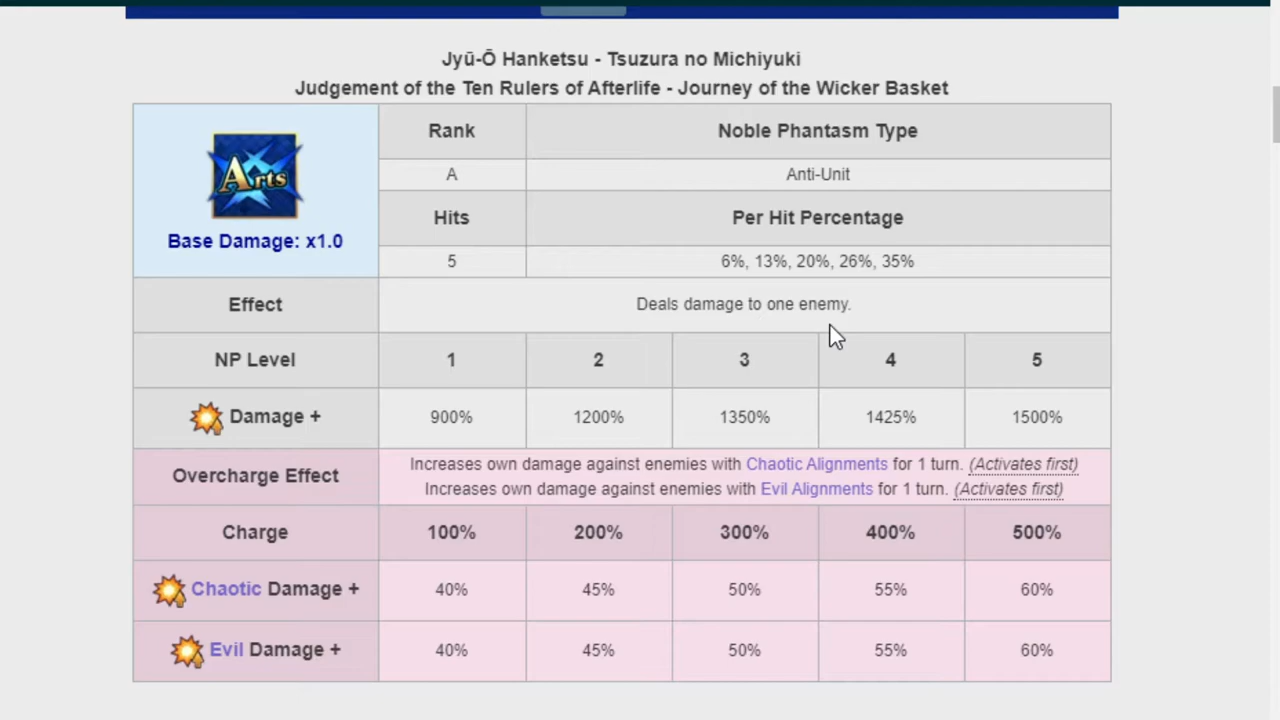 Jyū-Ō Hanketsu - Tsuzura no Michiyuki
Judgement of the Ten Rulers of Afterlife - Journey of the Wicker Basket
Arts
Base Damage: x1.0
Rank Noble Phantasm Type
A Anti-Unit
Hits Per Hit Percentage
5 6%, 13%, 20%, 26%, 35%
Effect Deals damage to one enemy.
NP Level 1 2 3 4 5
Damage + 900% 1200% 1350% 1425% 1500%
Overcharge Effect
Increases own damage against enemies with Chaotic Alignments for 1 turn. (Activates first)
Increases own damage against enemies with Evil Alignments for 1 turn. (Activates first)
Charge 100% 200% 300% 400% 500%
Chaotic Damage + 40% 45% 50% 55% 60%
Evil Damage + 40% 45% 50% 55% 60%